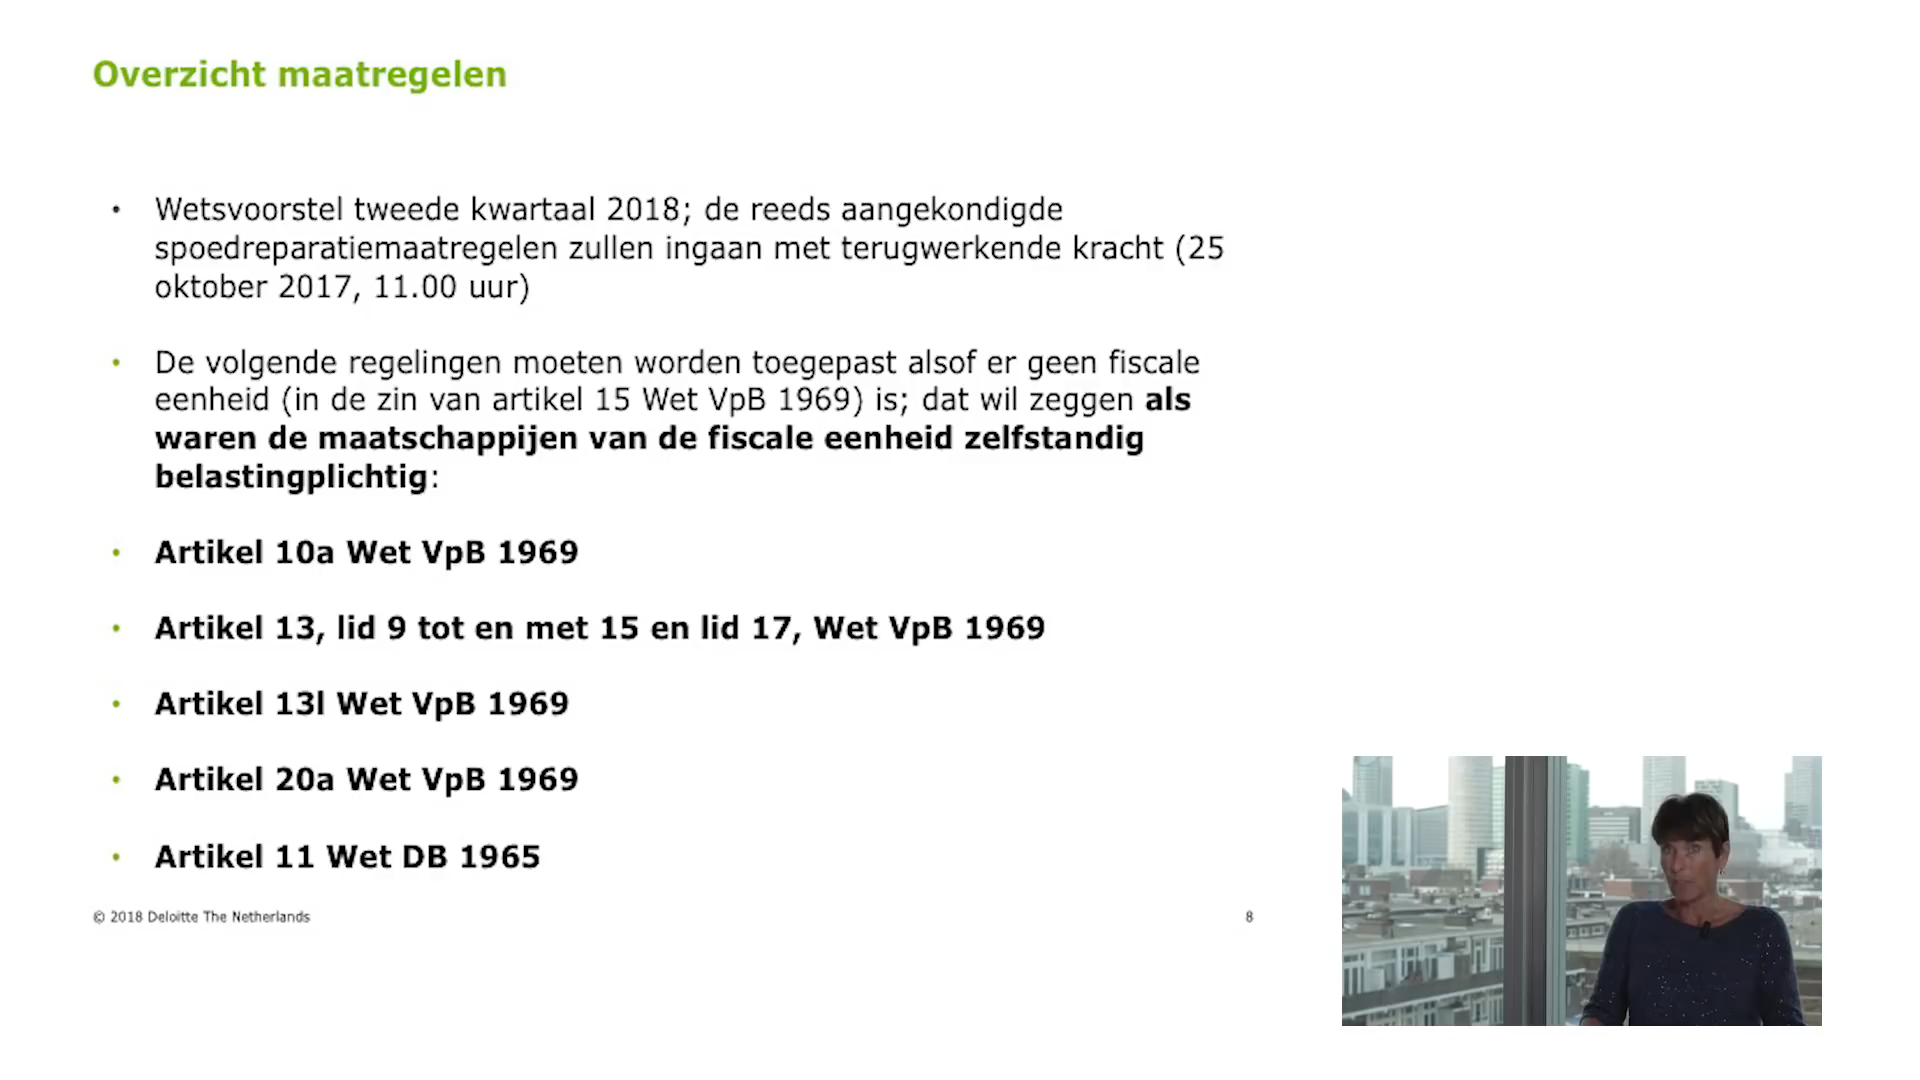 Overzicht maatregelen
• Wetsvoorstel tweede kwartaal 2018; de reeds aangekondigde
spoedreparatiemaatregelen zullen ingaan met terugwerkende kracht (25
oktober 2017, 11.00 uur)
• De volgende regelingen moeten worden toegepast alsof er geen fiscale
eenheid (in de zin van artikel 15 Wet VpB 1969) is; dat wil zeggen als
waren de maatschappijen van de fiscale eenheid zelfstandig
belastingplichtig:
• Artikel 10a Wet VpB 1969
• Artikel 13, lid 9 tot en met 15 en lid 17, Wet VpB 1969
• Artikel 13l Wet VpB 1969
• Artikel 20a Wet VpB 1969
• Artikel 11 Wet DB 1965
© 2018 Deloitte The Netherlands
8